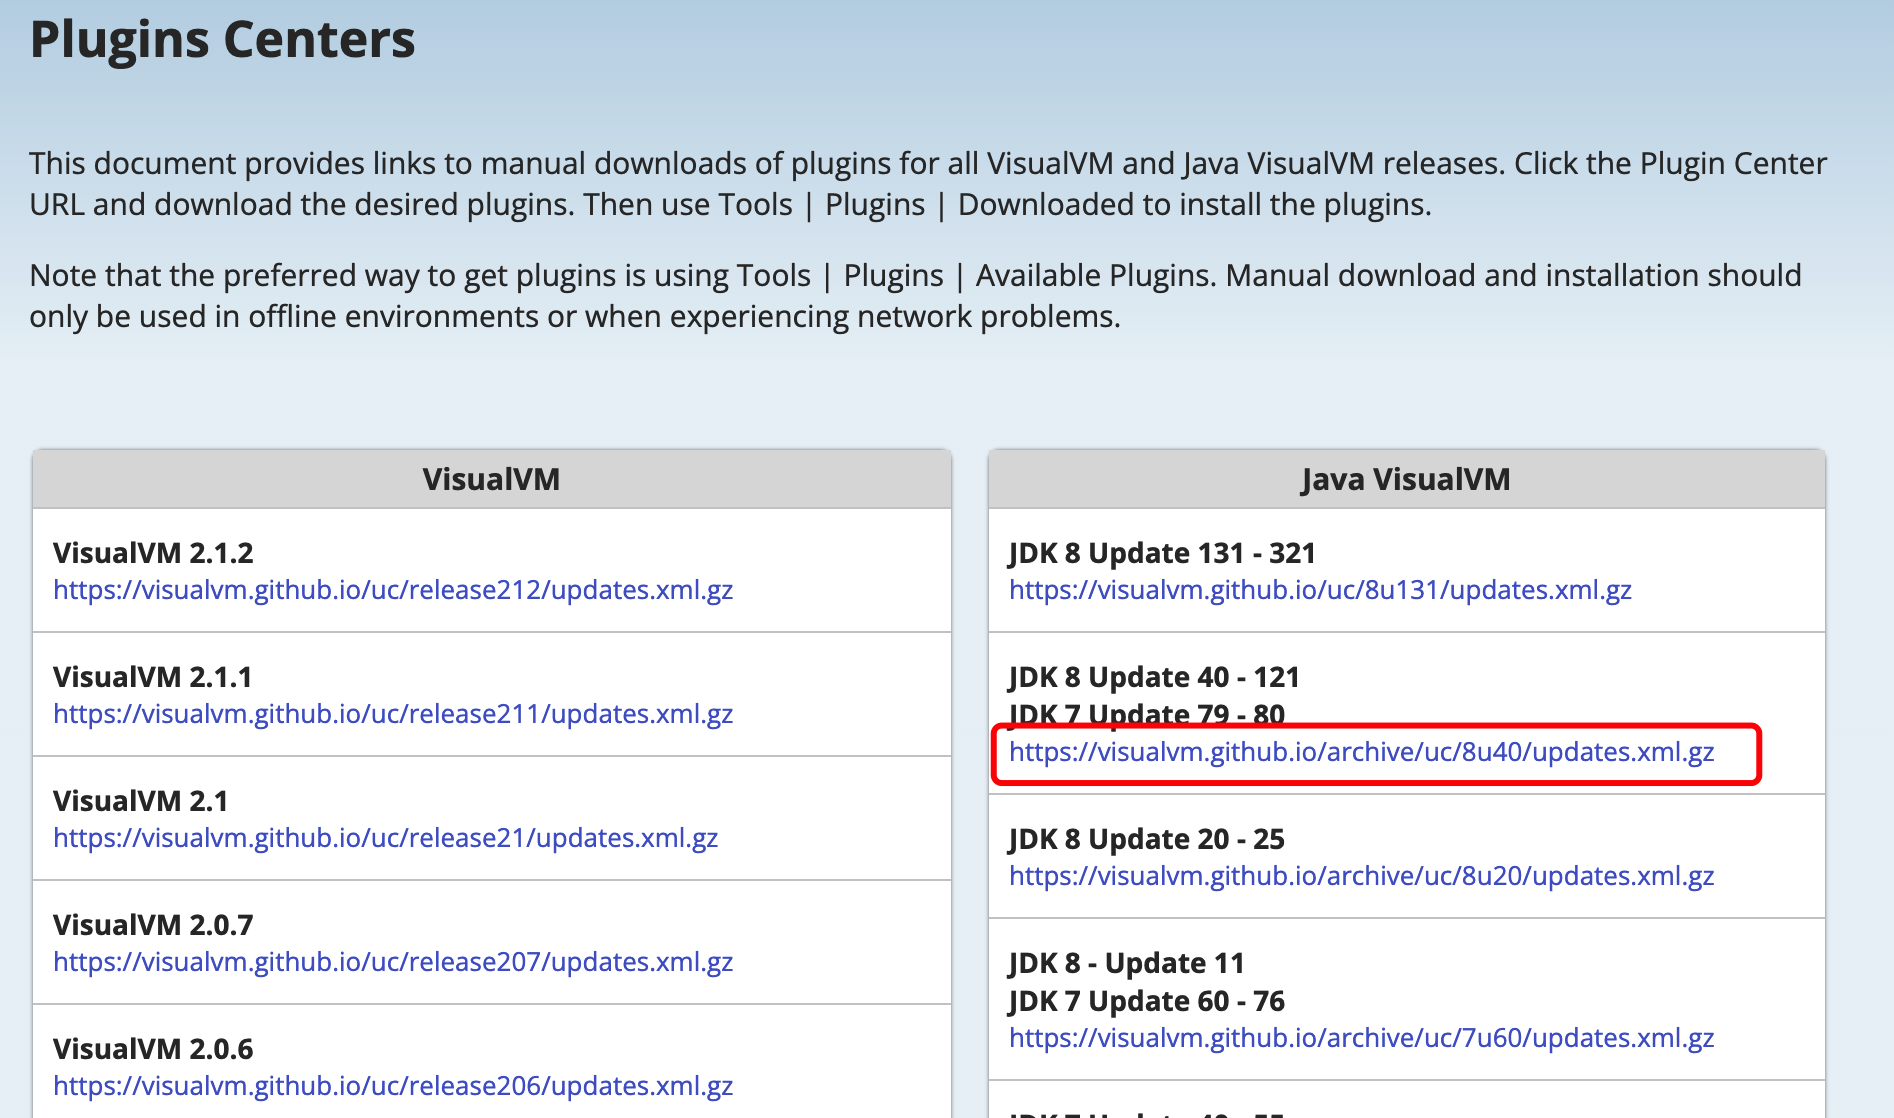 Plugins Centers
This document provides links to manual downloads of plugins for all VisualVM and Java VisualVM releases. Click the Plugin Center
URL and download the desired plugins. Then use Tools | Plugins | Downloaded to install the plugins.
Note that the preferred way to get plugins is using Tools | Plugins | Available Plugins. Manual download and installation should
only be used in offline environments or when experiencing network problems.
VisualVM
VisualVM 2.1.2
https://visualvm.github.io/uc/release212/updates.xml.gz
VisualVM 2.1.1
https://visualvm.github.io/uc/release211/updates.xml.gz
VisualVM 2.1
https://visualvm.github.io/uc/release21/updates.xml.gz
VisualVM 2.0.7
https://visualvm.github.io/uc/release207/updates.xml.gz
VisualVM 2.0.6
https://visualvm.github.io/uc/release206/updates.xml.gz
Java VisualVM
JDK 8 Update 131 - 321
https://visualvm.github.io/uc/8u131/updates.xml.gz
JDK 8 Update 40 - 121
JDK 7 Update 79 - 80
https://visualvm.github.io/archive/uc/8u40/updates.xml.gz
JDK 8 Update 20 - 25
https://visualvm.github.io/archive/uc/8u20/updates.xml.gz
JDK 8 - Update 11
JDK 7 Update 60 - 76
https://visualvm.github.io/archive/uc/7u60/updates.xml.gz